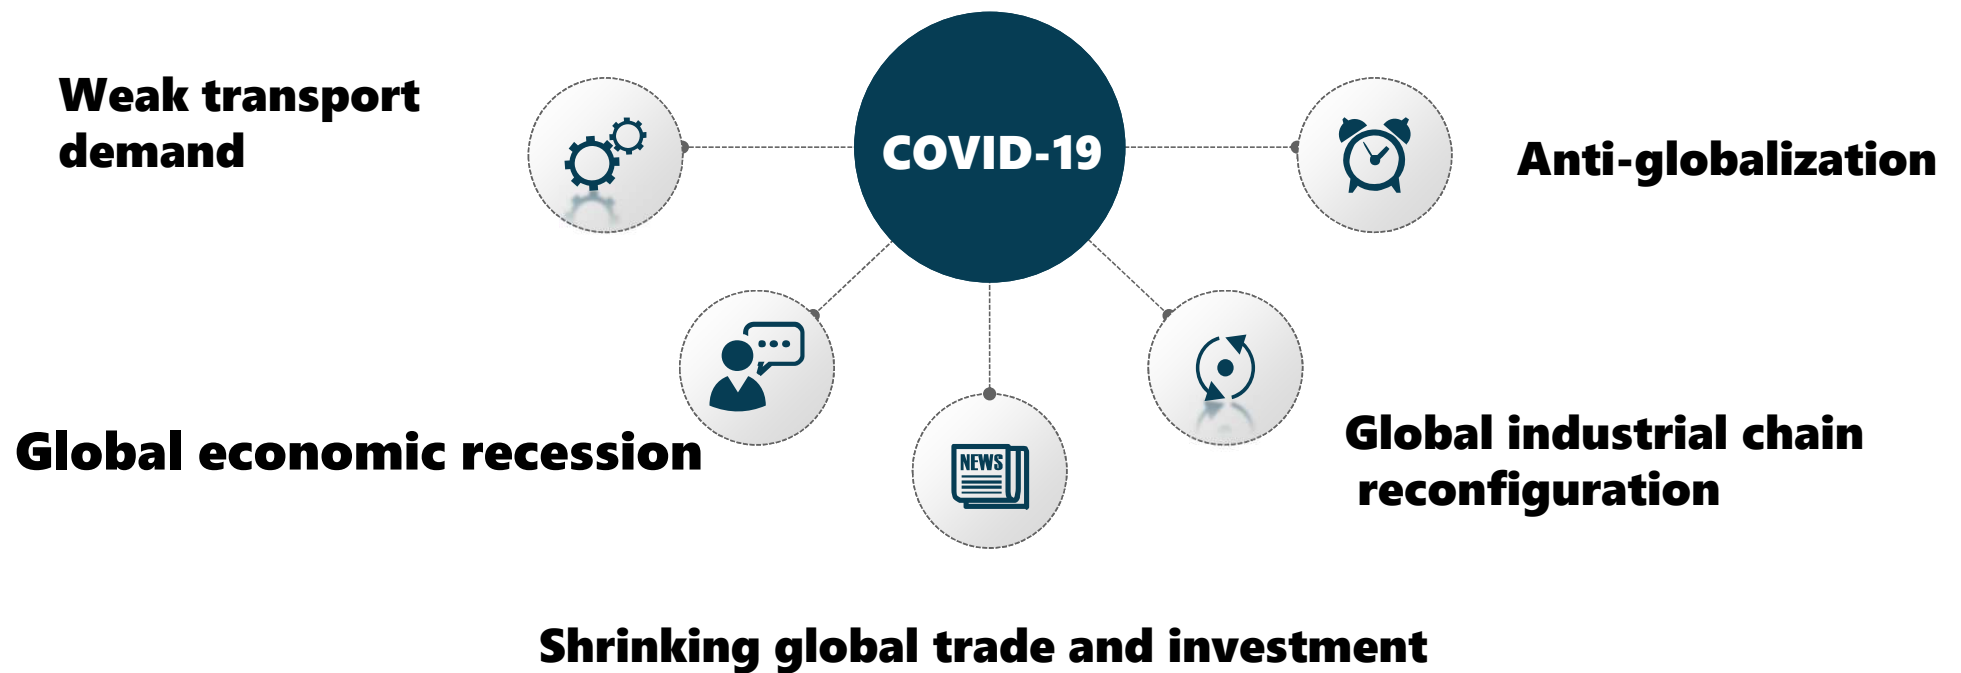 Weak transport
demand
COVID-19
Anti-globalization
Global economic recession
NEWS
Global industrial chain
reconfiguration
Shrinking global trade and investment